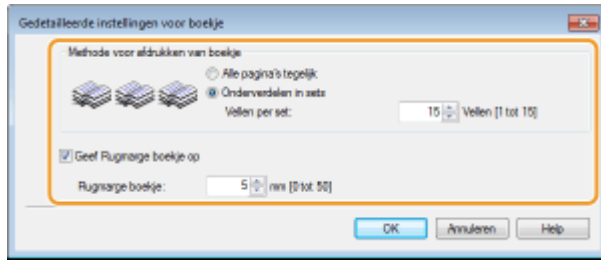 Gedetailleerde instellingen voor boekje
Methode voor afdrukken van boekje
Alle pagina's tegelijk
Onderverdelen in sets
Vellen per set: 15 Vellen [1 tot 15]
Geef Rugmarge boekje op
Rugmarge boekje: 5 mm [0 tot 50]
OK Annuleren Help